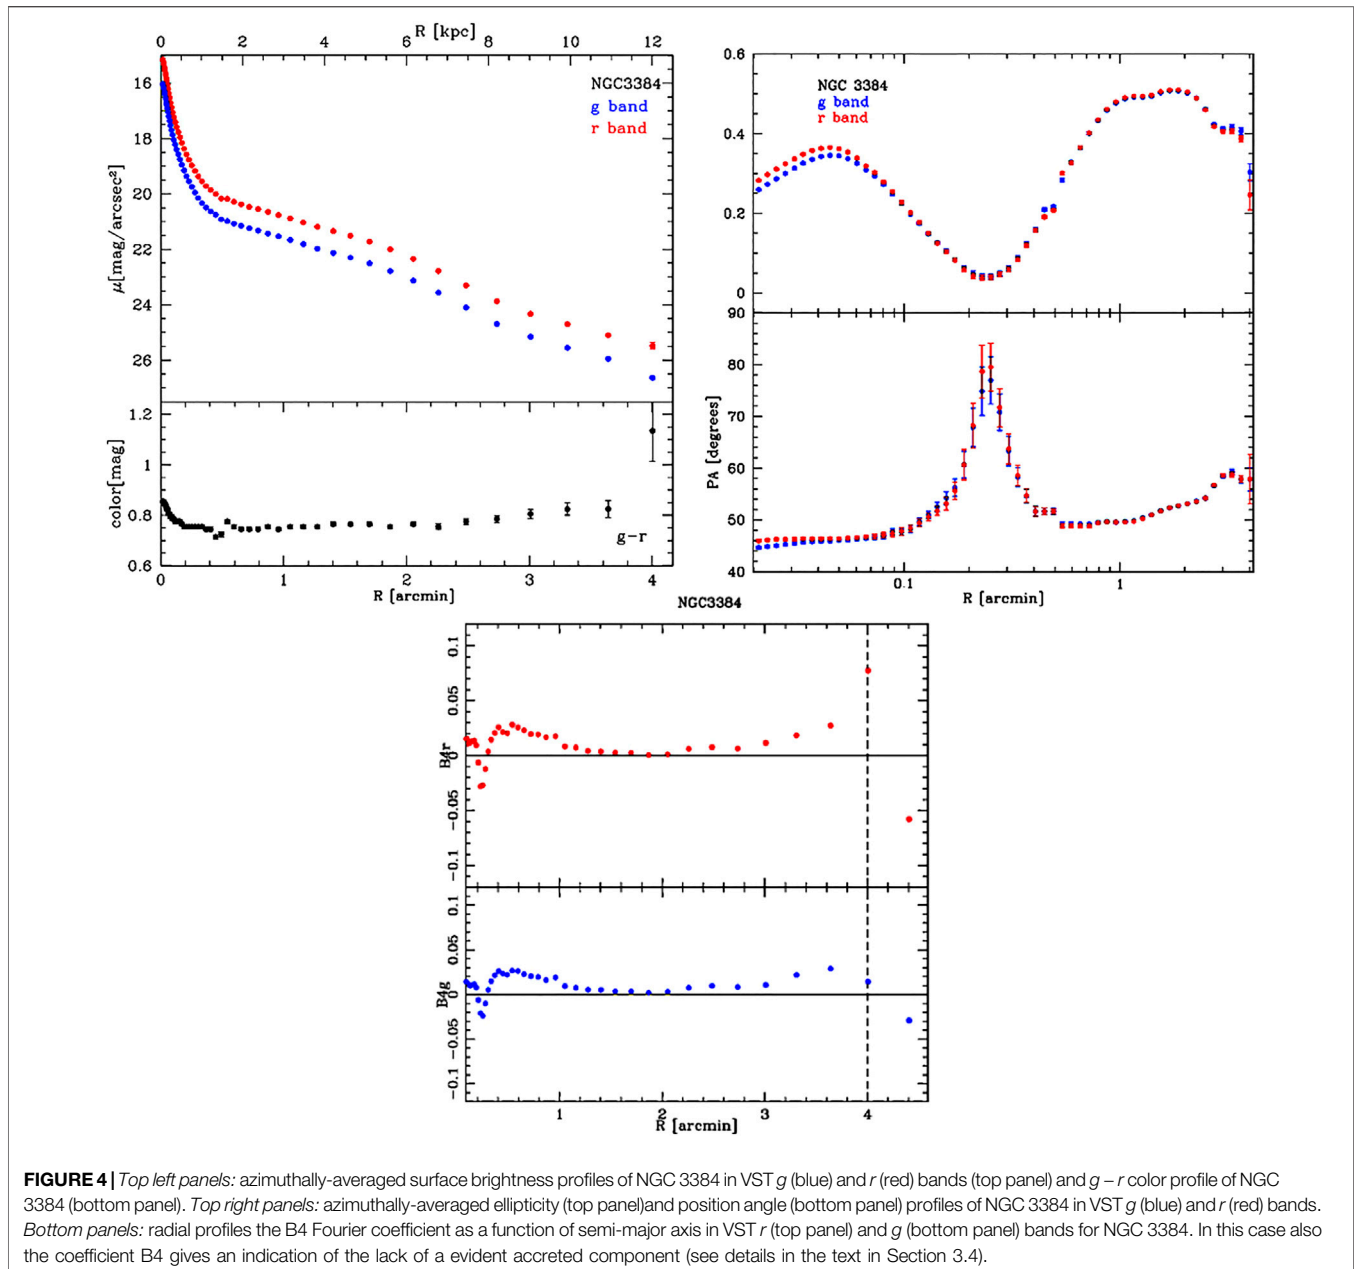 R [kpc]
0 2 4 6 8 10 12
NGC3384
g band
r band
16
18
20
22
24
26
μ[mag/arcsec²]
1.2
1
0.8
0.6
color[mag]
g-r
0 1 2 3 4
R [arcmin]
0.6
0.4
0.2
0
NGC 3384
g band
r band
90
80
70
60
50
40
PA [degrees]
0.1 1
R [arcmin]
NGC3384
0.1
0.05
0
-0.05
-0.1
B4r
0.1
0.05
0
-0.05
-0.1
B4g
1 2 3 4
R [arcmin]
FIGURE 4 | Top left panels: azimuthally-averaged surface brightness profiles of NGC 3384 in VST g (blue) and r (red) bands (top panel) and g – r color profile of NGC
3384 (bottom panel). Top right panels: azimuthally-averaged ellipticity (top panel)and position angle (bottom panel) profiles of NGC 3384 in VST g (blue) and r (red) bands.
Bottom panels: radial profiles the B4 Fourier coefficient as a function of semi-major axis in VST r (top panel) and g (bottom panel) bands for NGC 3384. In this case also
the coefficient B4 gives an indication of the lack of a evident accreted component (see details in the text in Section 3.4).